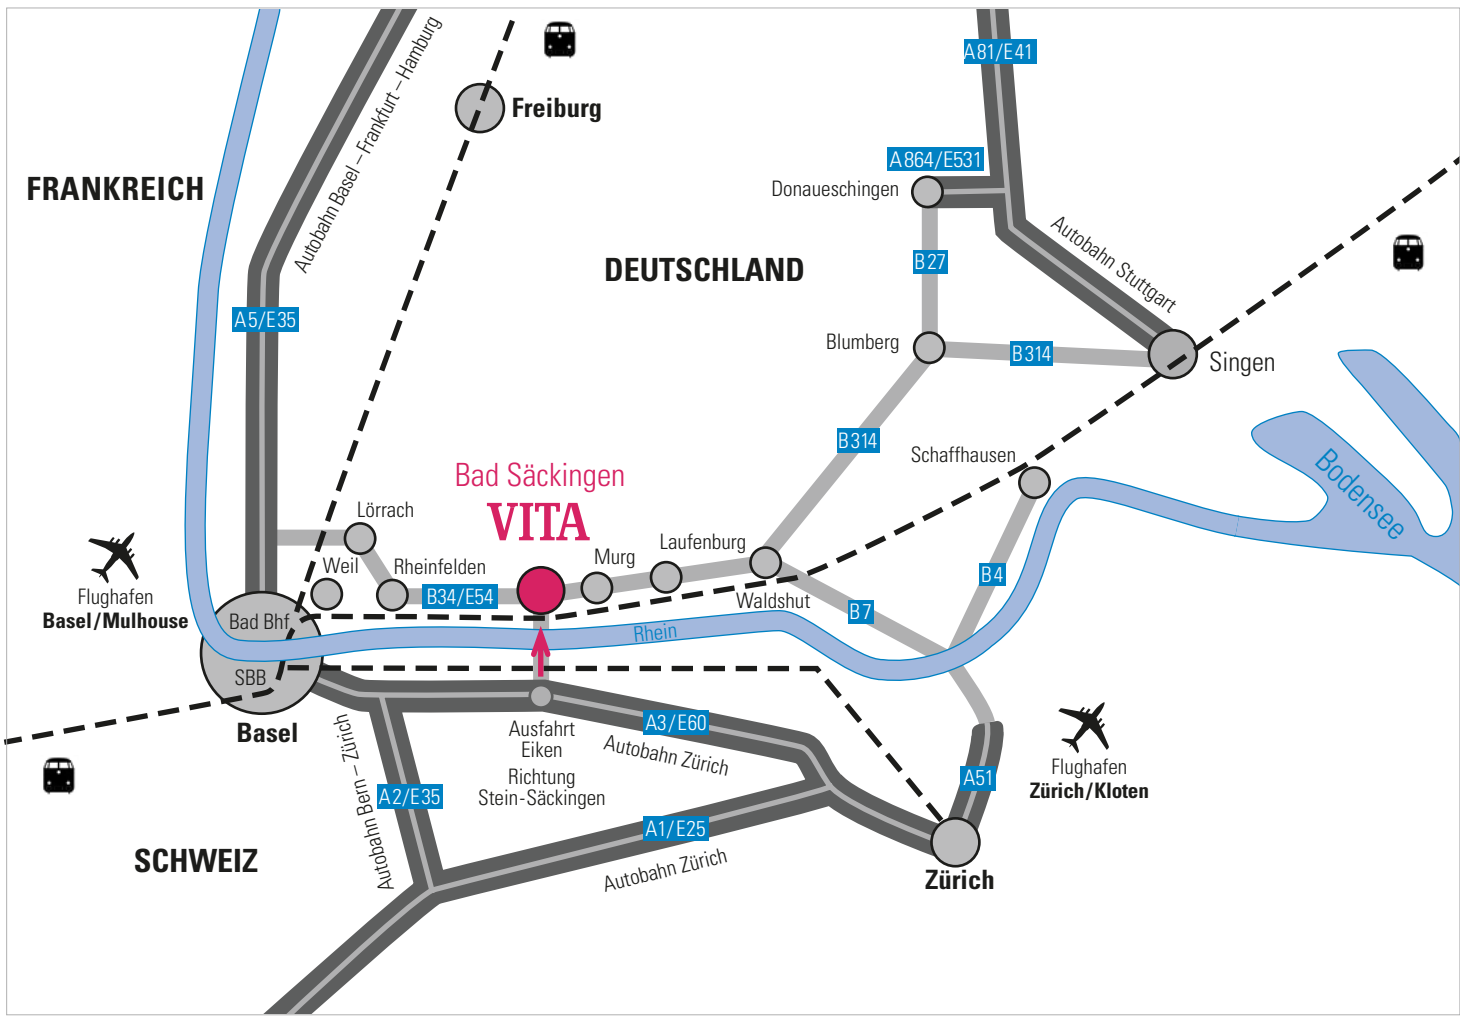 A81/E41
Autobahn Basel – Frankfurt – Hamburg
Freiburg
A864/E531
FRANKREICH
Donaueschingen
Autobahn Stuttgart
DEUTSCHLAND
B27
A5/E35
Blumberg
B314
Singen
B314
Schaffhausen
Bodensee
Bad Säckingen
VITA
Lörrach
Murg
Laufenburg
Weil
Rheinfelden
B34/E54
B4
Flughafen
Basel/Mulhouse
Waldshut
B7
Bad Bhf
Rhein
SBB
Basel
Ausfahrt
Eiken
Richtung
Stein-Säckingen
A3/E60
Autobahn Zürich
Autobahn Bern – Zürich
A2/E35
A51
Flughafen
Zürich/Kloten
A1/E25
Autobahn Zürich
SCHWEIZ
Zürich